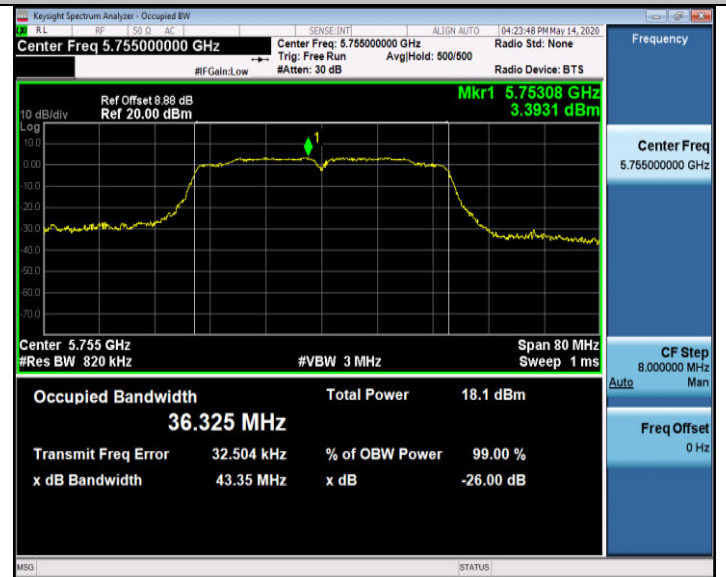 Keysight Spectrum Analyzer - Occupied BW
RL RF 50 Ω AC SENSE:INT ALIGN AUTO 04:23:48 PM May 14, 2020
Center Freq 5.755000000 GHz
Center Freq: 5.755000000 GHz Radio Std: None
Trig: Free Run Avg|Hold: 500/500
#IFGain:Low #Atten: 30 dB Radio Device: BTS
Frequency
Mkr1 5.75308 GHz
3.3931 dBm
Ref Offset 8.88 dB
10 dB/div Ref 20.00 dBm
Log
10.0
0.00
-10.0
-20.0
-30.0
-40.0
-50.0
-60.0
-70.0
1
Center 5.755 GHz Span 80 MHz
#Res BW 820 kHz #VBW 3 MHz Sweep 1 ms
Occupied Bandwidth Total Power 18.1 dBm
36.325 MHz
Transmit Freq Error 32.504 kHz % of OBW Power 99.00 %
x dB Bandwidth 43.35 MHz x dB -26.00 dB
Center Freq
5.755000000 GHz
CF Step
8.000000 MHz
Auto Man
Freq Offset
0 Hz
MSG STATUS